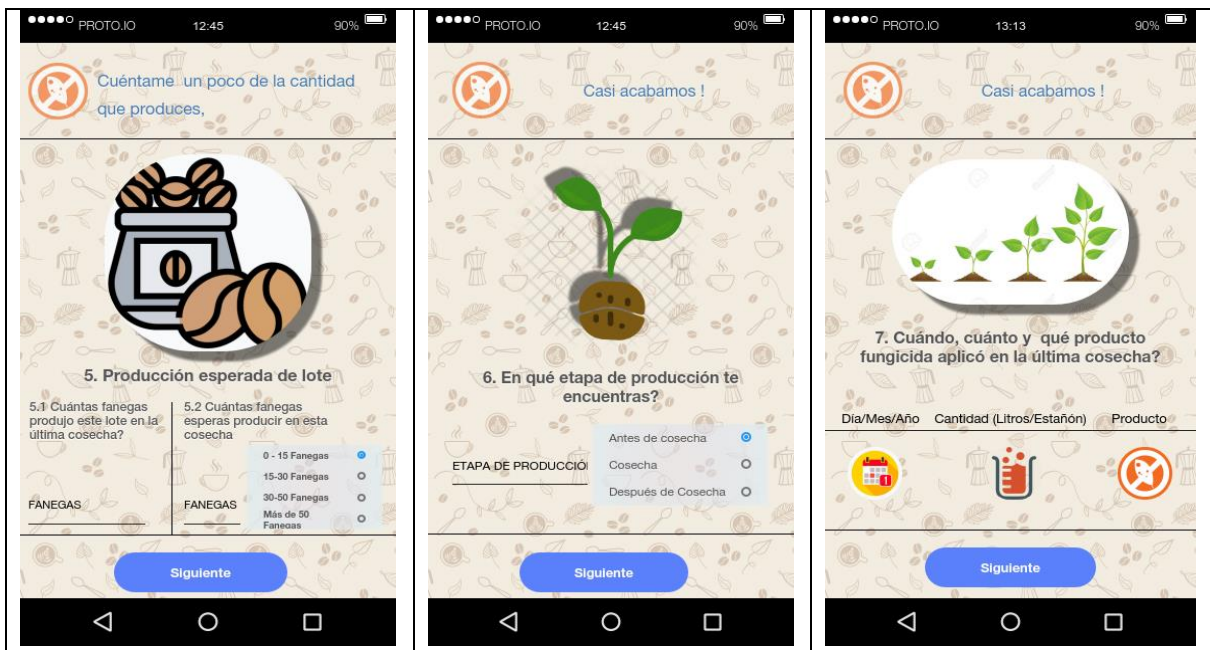 PROTO.IO 12:45 90%
Cuéntame un poco de la cantidad
que produces,
5. Producción esperada de lote
5.1 Cuántas fanegas
produjo este lote en la
última cosecha?
FANEGAS
5.2 Cuántas fanegas
esperas producir en esta
cosecha
0 - 15 Fanegas
15-30 Fanegas
30-50 Fanegas
Más de 50
Fanegas
FANEGAS
Siguiente
PROTO.IO 12:45 90%
Casi acabamos !
6. En qué etapa de producción te
encuentras?
ETAPA DE PRODUCCIÓ
Antes de cosecha
Cosecha
Después de Cosecha
Siguiente
PROTO.IO 13:13 90%
Casi acabamos !
7. Cuándo, cuánto y qué producto
fungicida aplicó en la última cosecha?
Día/Mes/Año Cantidad (Litros/Estañón) Producto
1
Siguiente